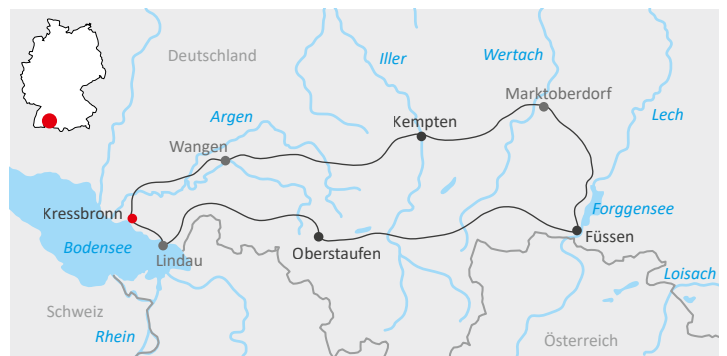 Deutschland
Iller
Wertach
Marktoberdorf
Lech
Argen
Kempten
Wangen
Kressbronn
Forggensee
Füssen
Bodensee
Lindau
Oberstaufen
Loisach
Schweiz
Rhein
Österreich